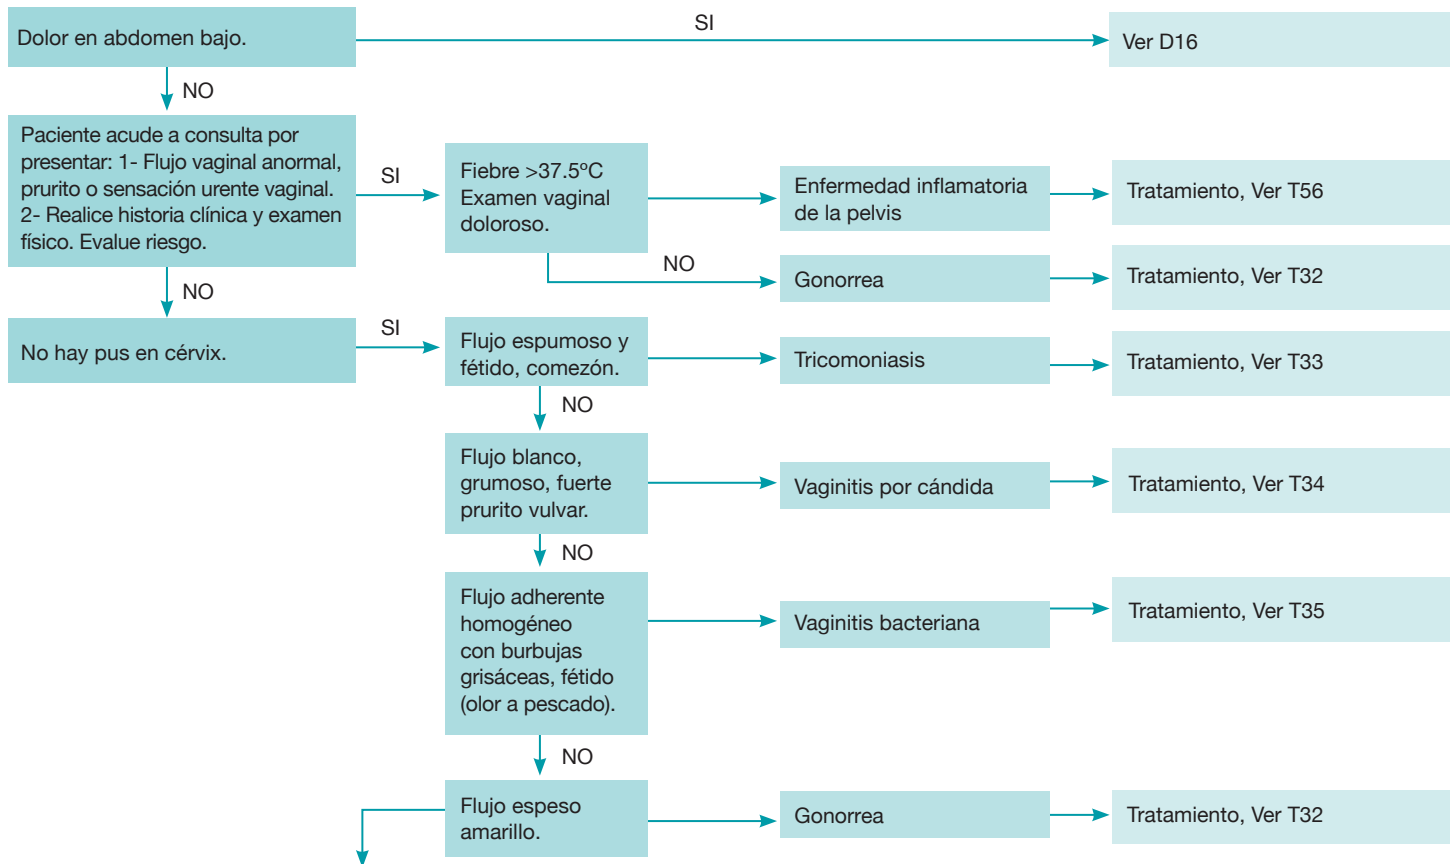 Dolor en abdomen bajo.
SI
Ver D16
NO
Paciente acude a consulta por
presentar: 1- Flujo vaginal anormal,
prurito o sensación urente vaginal.
2- Realice historia clínica y examen
físico. Evalue riesgo.
SI
Fiebre >37.5ºC
Examen vaginal
doloroso.
Enfermedad inflamatoria
de la pelvis
Tratamiento, Ver T56
NO
Gonorrea
Tratamiento, Ver T32
NO
No hay pus en cérvix.
SI
Flujo espumoso y
fétido, comezón.
Tricomoniasis
Tratamiento, Ver T33
NO
Flujo blanco,
grumoso, fuerte
prurito vulvar.
Vaginitis por cándida
Tratamiento, Ver T34
NO
Flujo adherente
homogéneo
con burbujas
grisáceas, fétido
(olor a pescado).
Vaginitis bacteriana
Tratamiento, Ver T35
NO
Flujo espeso
amarillo.
Gonorrea
Tratamiento, Ver T32